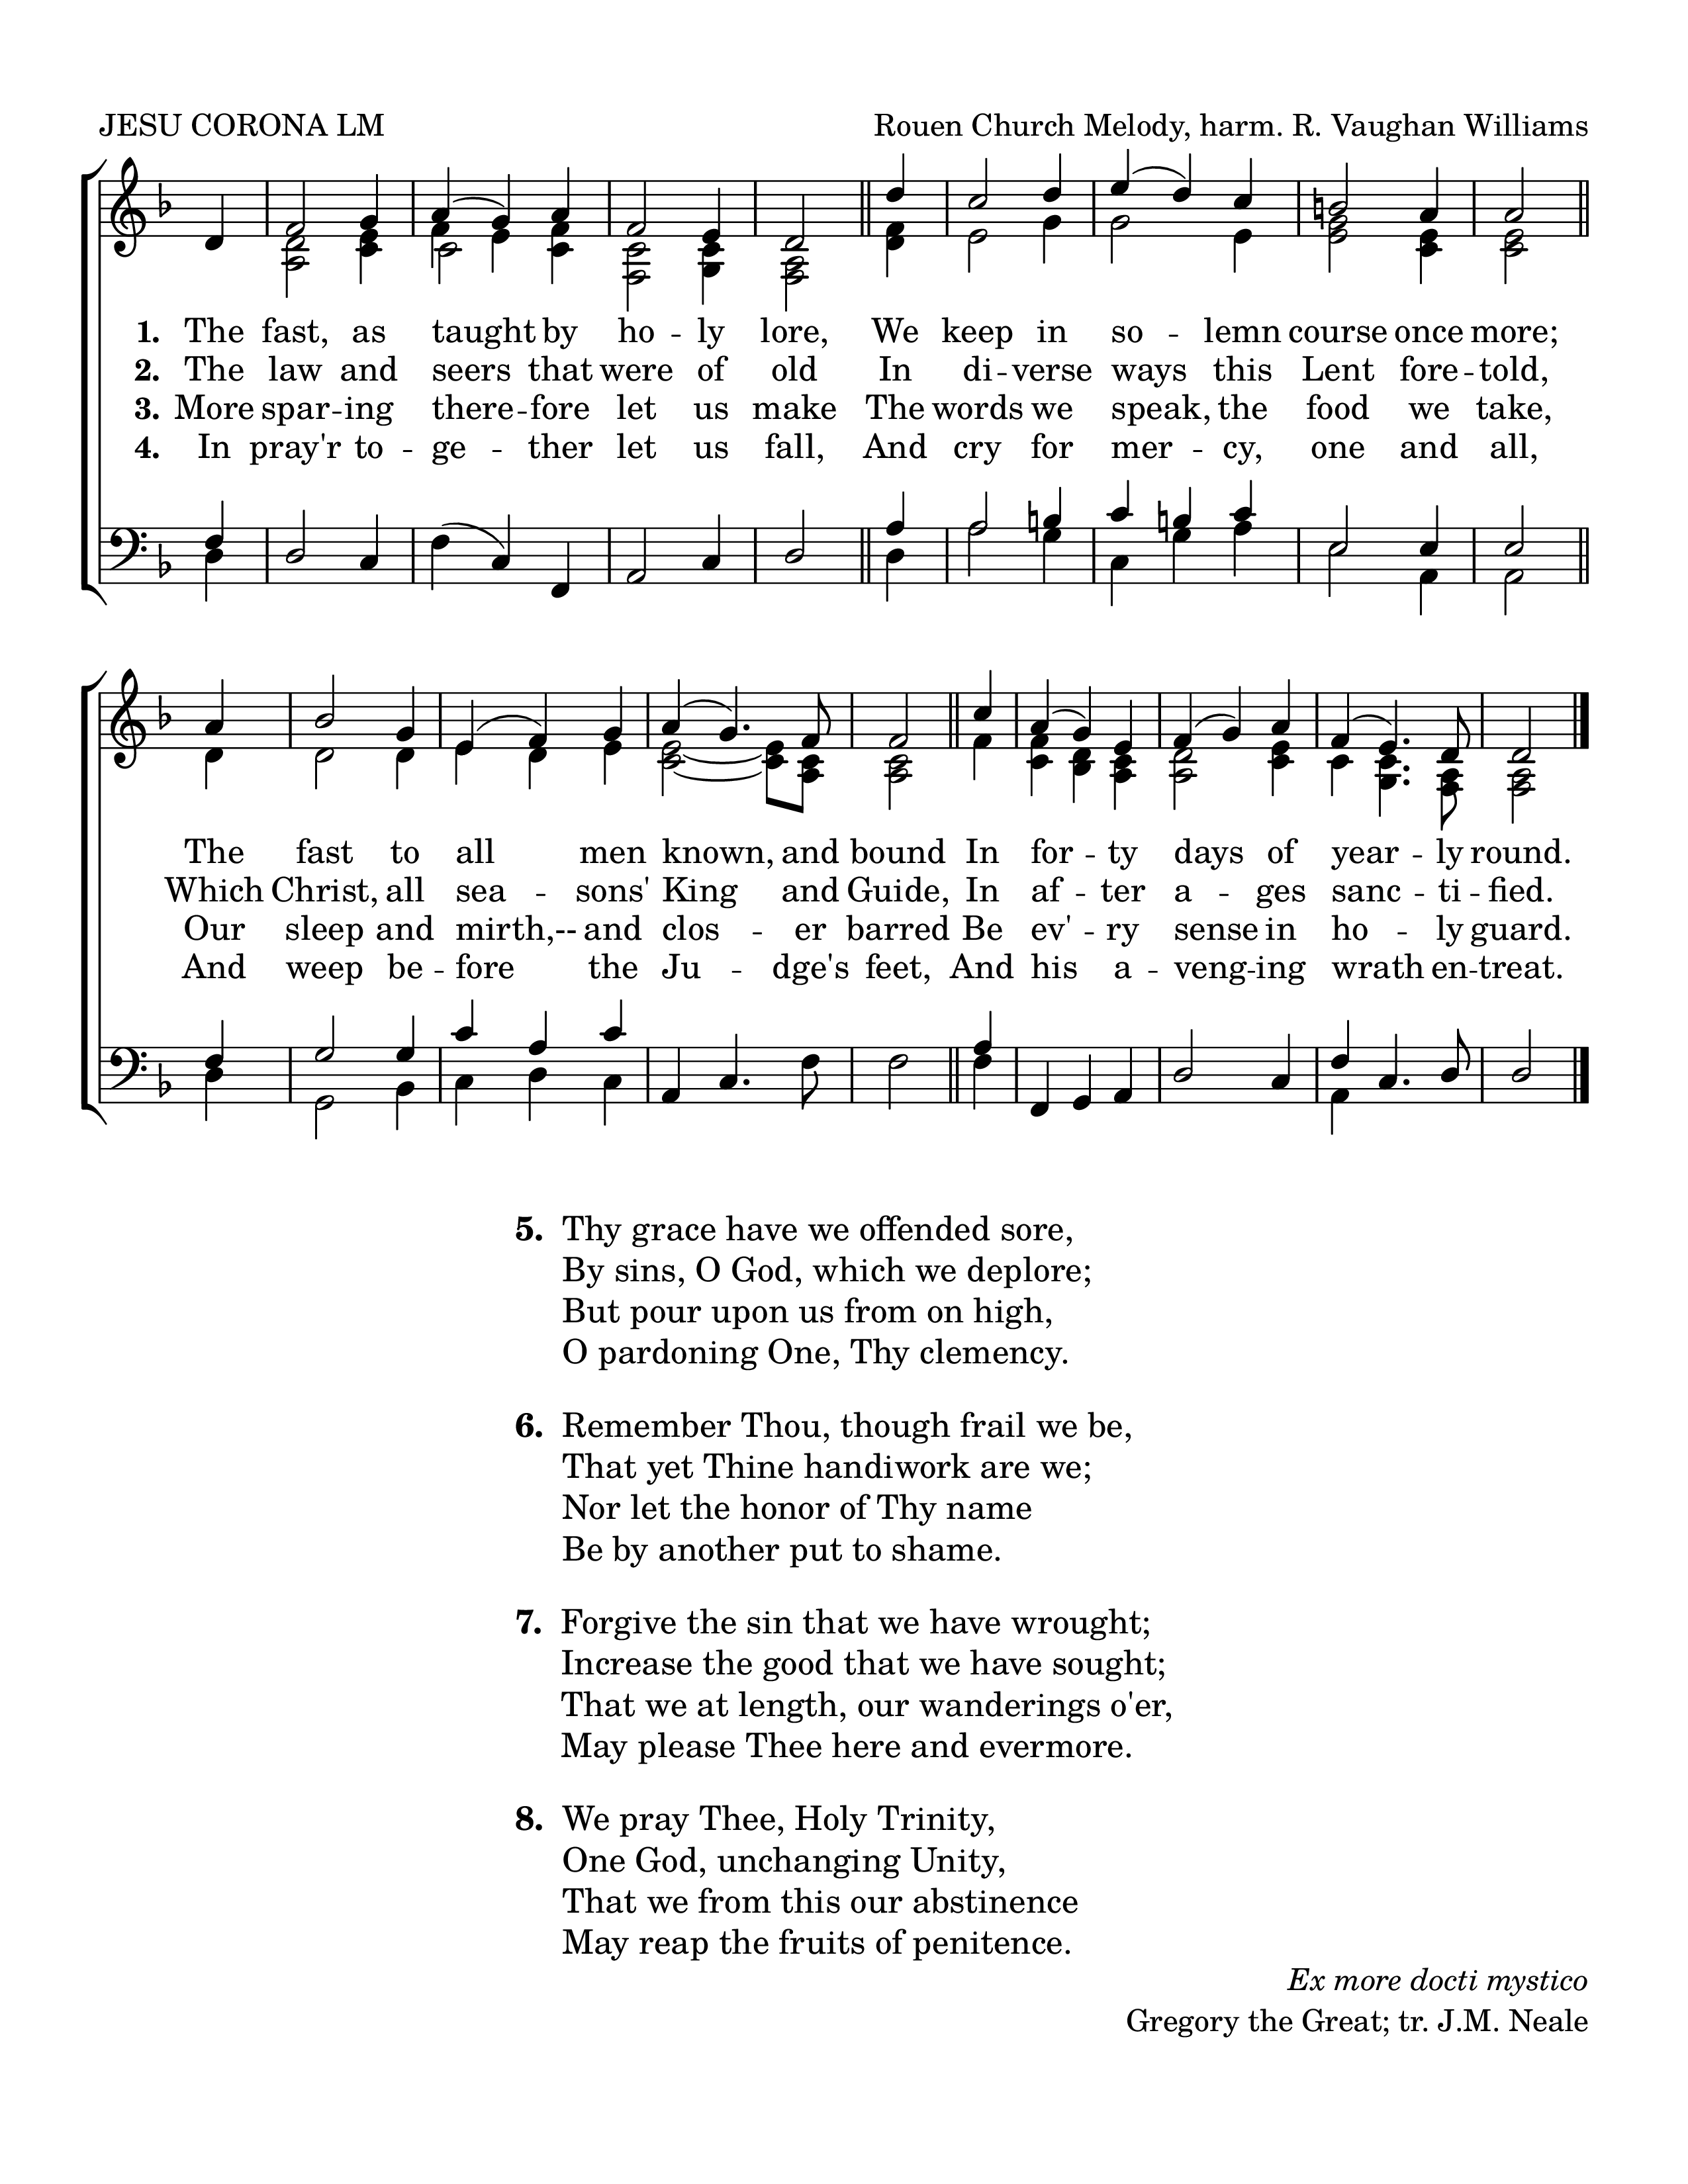 JESU CORONA LM
Rouen Church Melody, harm. R. Vaughan Williams
1. The fast, as taught by ho - ly lore, We keep in so - lemn course once more;
2. The law and seers that were of old In di - verse ways this Lent fore - told,
3. More spar - ing there - fore let us make The words we speak, the food we take,
4. In pray'r to - ge - ther let us fall, And cry for mer - cy, one and all,
The fast to all men known, and bound In for - ty days of year - ly round.
Which Christ, all sea - sons' King and Guide, In af - ter a - ges sanc - ti - fied.
Our sleep and mirth,-- and clos - er barred Be ev' - ry sense in ho - ly guard.
And weep be - fore the Ju - dge's feet, And his a - veng - ing wrath en - treat.
5. Thy grace have we offended sore,
By sins, O God, which we deplore;
But pour upon us from on high,
O pardoning One, Thy clemency.
6. Remember Thou, though frail we be,
That yet Thine handiwork are we;
Nor let the honor of Thy name
Be by another put to shame.
7. Forgive the sin that we have wrought;
Increase the good that we have sought;
That we at length, our wanderings o'er,
May please Thee here and evermore.
8. We pray Thee, Holy Trinity,
One God, unchanging Unity,
That we from this our abstinence
May reap the fruits of penitence.
Ex more docti mystico
Gregory the Great; tr. J.M. Neale